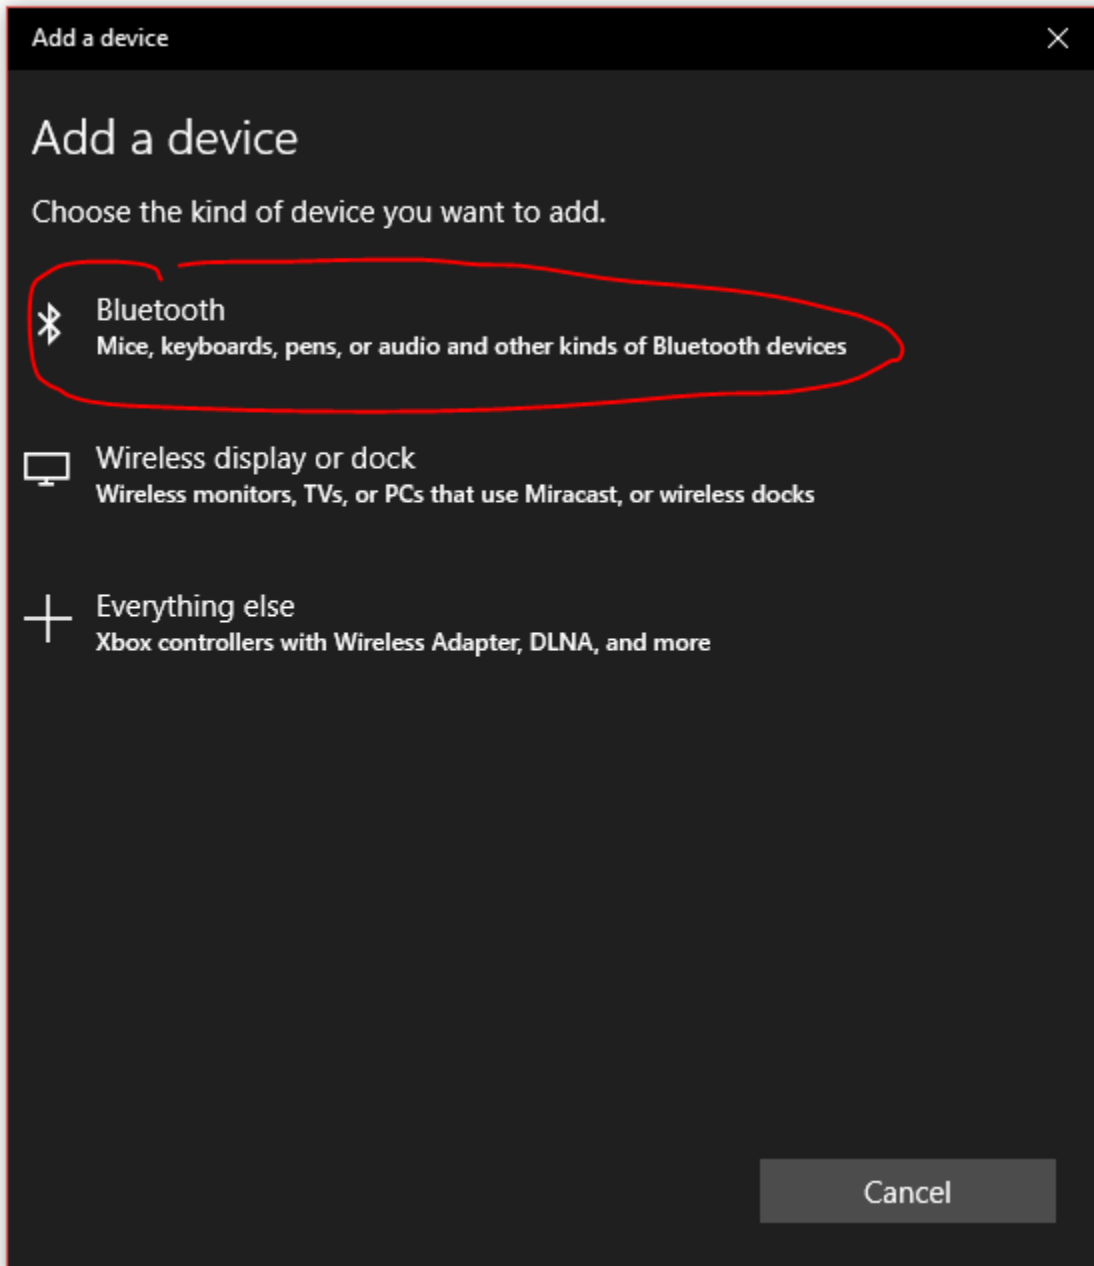 Add a device
Add a device
Choose the kind of device you want to add.
Bluetooth
Mice, keyboards, pens, or audio and other kinds of Bluetooth devices
Wireless display or dock
Wireless monitors, TVs, or PCs that use Miracast, or wireless docks
Everything else
Xbox controllers with Wireless Adapter, DLNA, and more
Cancel